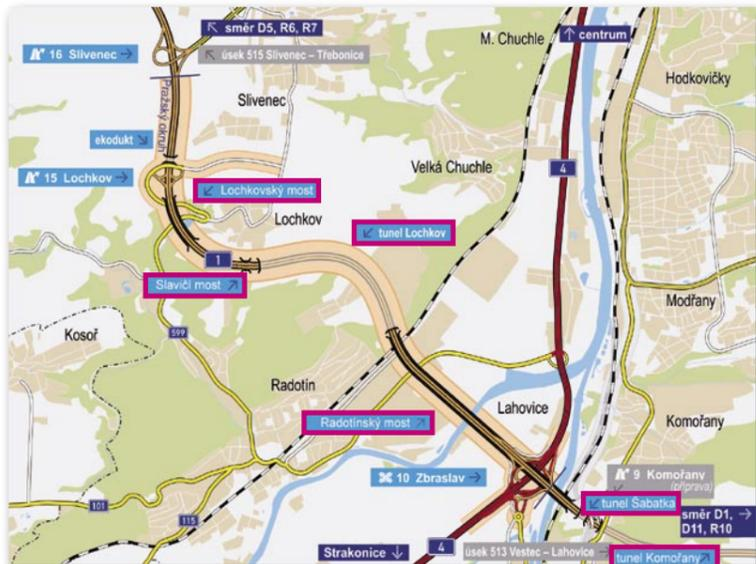 směr D5, R6, R7
16 Slivenec
úsek 515 Slivenec – Třebonice
M. Chuchle
centrum
Hodkovičky
Pražský okruh
Slivenec
ekodukt
Velká Chuchle
4
15 Lochkov
Lochkovský most
Lochkov
tunel Lochkov
1
Slavičí most
Modřany
Kosoř
599
Radotín
Lahovice
Radotínský most
Komořany
10 Zbraslav
9 Komořany
(příprava)
101
tunel Šabatka
115
směr D1,
D11, R10
Strakonice
4
úsek 513 Vestec – Lahovice
tunel Komořany